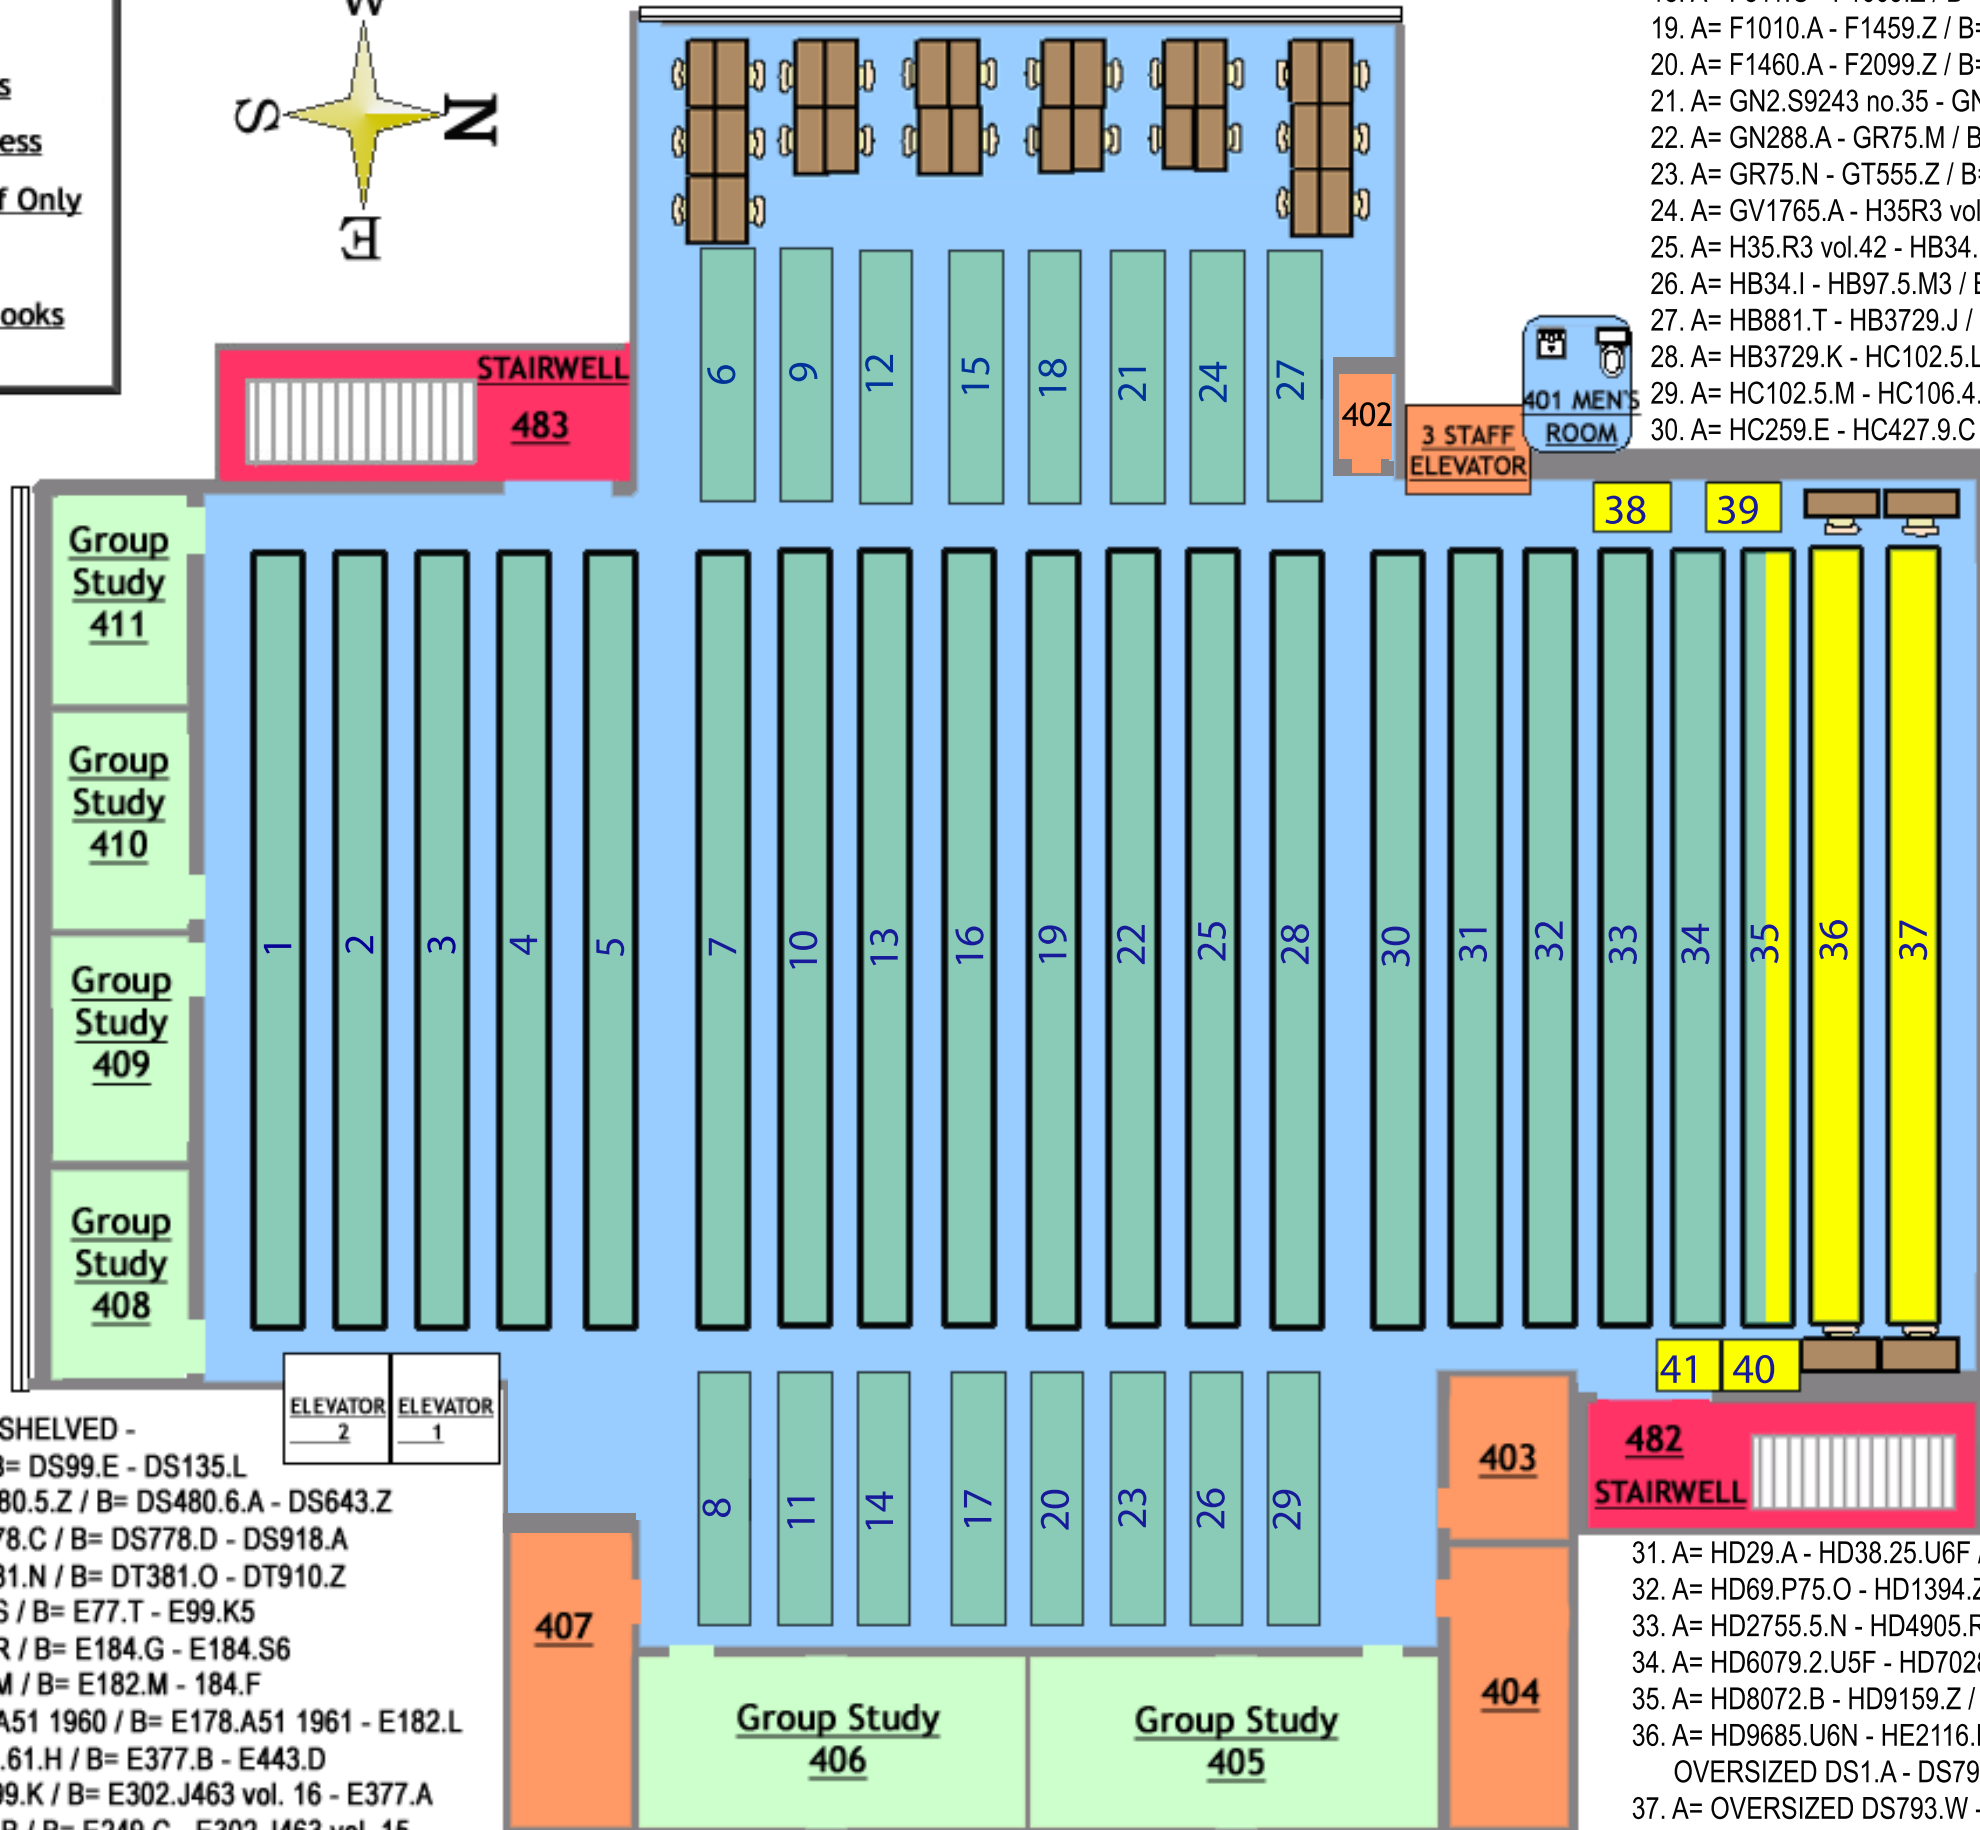 s
ess
f Only
ooks
W
S
N
E
19. A= F1010.A - F1459.Z / B=
20. A= F1460.A - F2099.Z / B=
21. A= GN2.S9243 no.35 - GN
22. A= GN288.A - GR75.M / B
23. A= GR75.N - GT555.Z / B=
24. A= GV1765.A - H35R3 vol
25. A= H35.R3 vol.42 - HB34.
26. A= HB34.I - HB97.5.M3 /
27. A= HB881.T - HB3729.J /
28. A= HB3729.K - HC102.5.L
29. A= HC102.5.M - HC106.4.
30. A= HC259.E - HC427.9.C
STAIRWELL
483
6
9
12
15
18
21
24
27
402
3 STAFF
ELEVATOR
401 MEN'S
ROOM
38
39
Group
Study
411
Group
Study
410
Group
Study
409
Group
Study
408
1
2
3
4
5
7
10
13
16
19
22
25
28
30
31
32
33
34
35
36
37
41
40
ELEVATOR
2
ELEVATOR
1
8
11
14
17
20
23
26
29
403
482
STAIRWELL
407
404
Group Study
406
Group Study
405
SHELVED -
= DS99.E - DS135.L
80.5.Z / B= DS480.6.A - DS643.Z
78.C / B= DS778.D - DS918.A
31.N / B= DT381.O - DT910.Z
S / B= E77.T - E99.K5
R / B= E184.G - E184.S6
M / B= E182.M - 184.F
A51 1960 / B= E178.A51 1961 - E182.L
.61.H / B= E377.B - E443.D
99.K / B= E302.J463 vol. 16 - E377.A
31. A= HD29.A - HD38.25.U6F /
32. A= HD69.P75.O - HD1394.Z
33. A= HD2755.5.N - HD4905.R
34. A= HD6079.2.U5F - HD7028
35. A= HD8072.B - HD9159.Z /
36. A= HD9685.U6N - HE2116.
OVERSIZED DS1.A - DS79
37. A= OVERSIZED DS793.W -